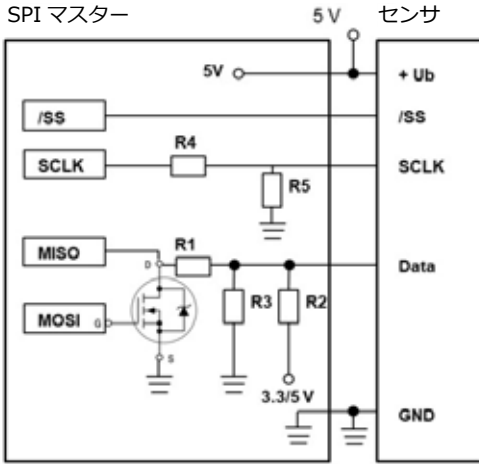 SPI マスター
5 V
センサ
5V
+ Ub
/SS
/SS
SCLK
R4
SCLK
R5
MISO
R1
D
Data
R3
R2
MOSI
G
S
3.3/5 V
GND